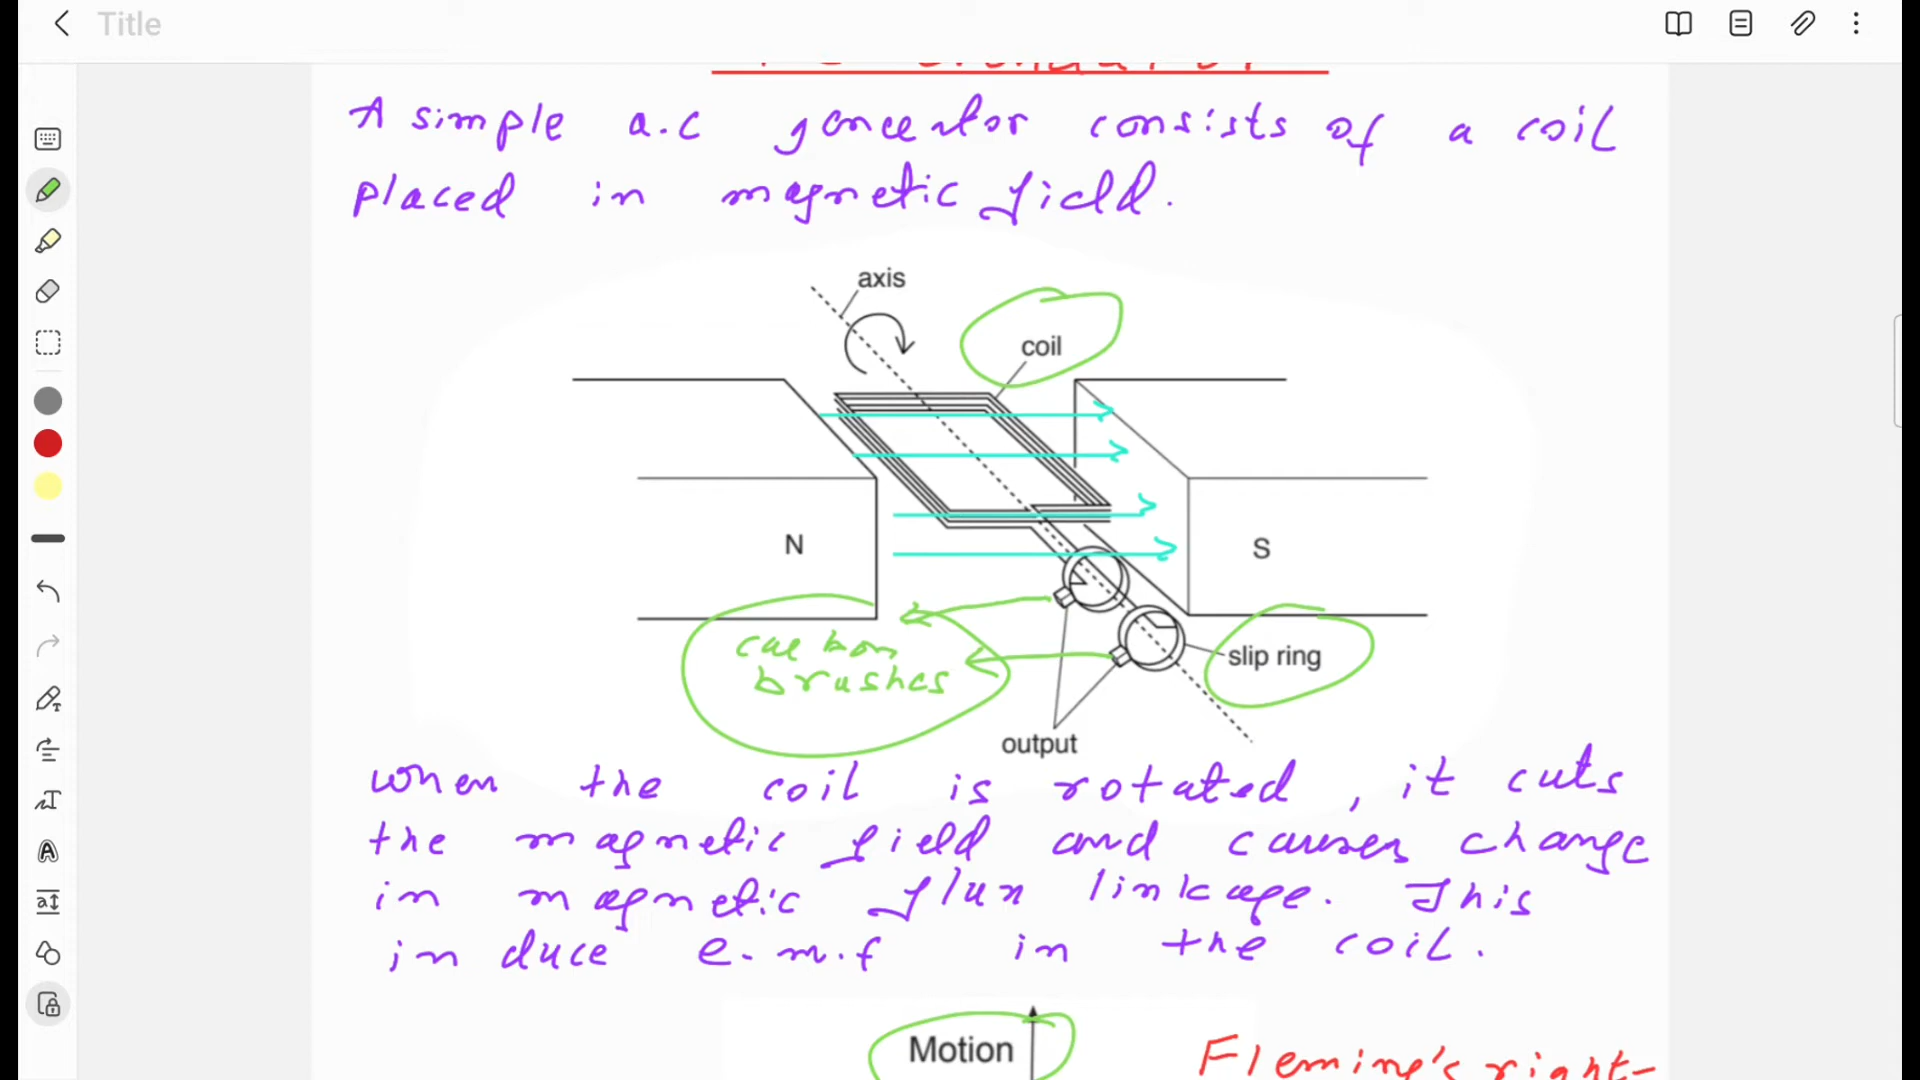 Title
A simple a.c generator consists of a coil
placed in magnetic field.
axis
coil
N
S
carbon
brushes
slip ring
output
when the coil is rotated, it cuts
the magnetic field and causes change
in magnetic flux linkage. This
induce e.m.f in the coil.
Motion
Fleming's right-